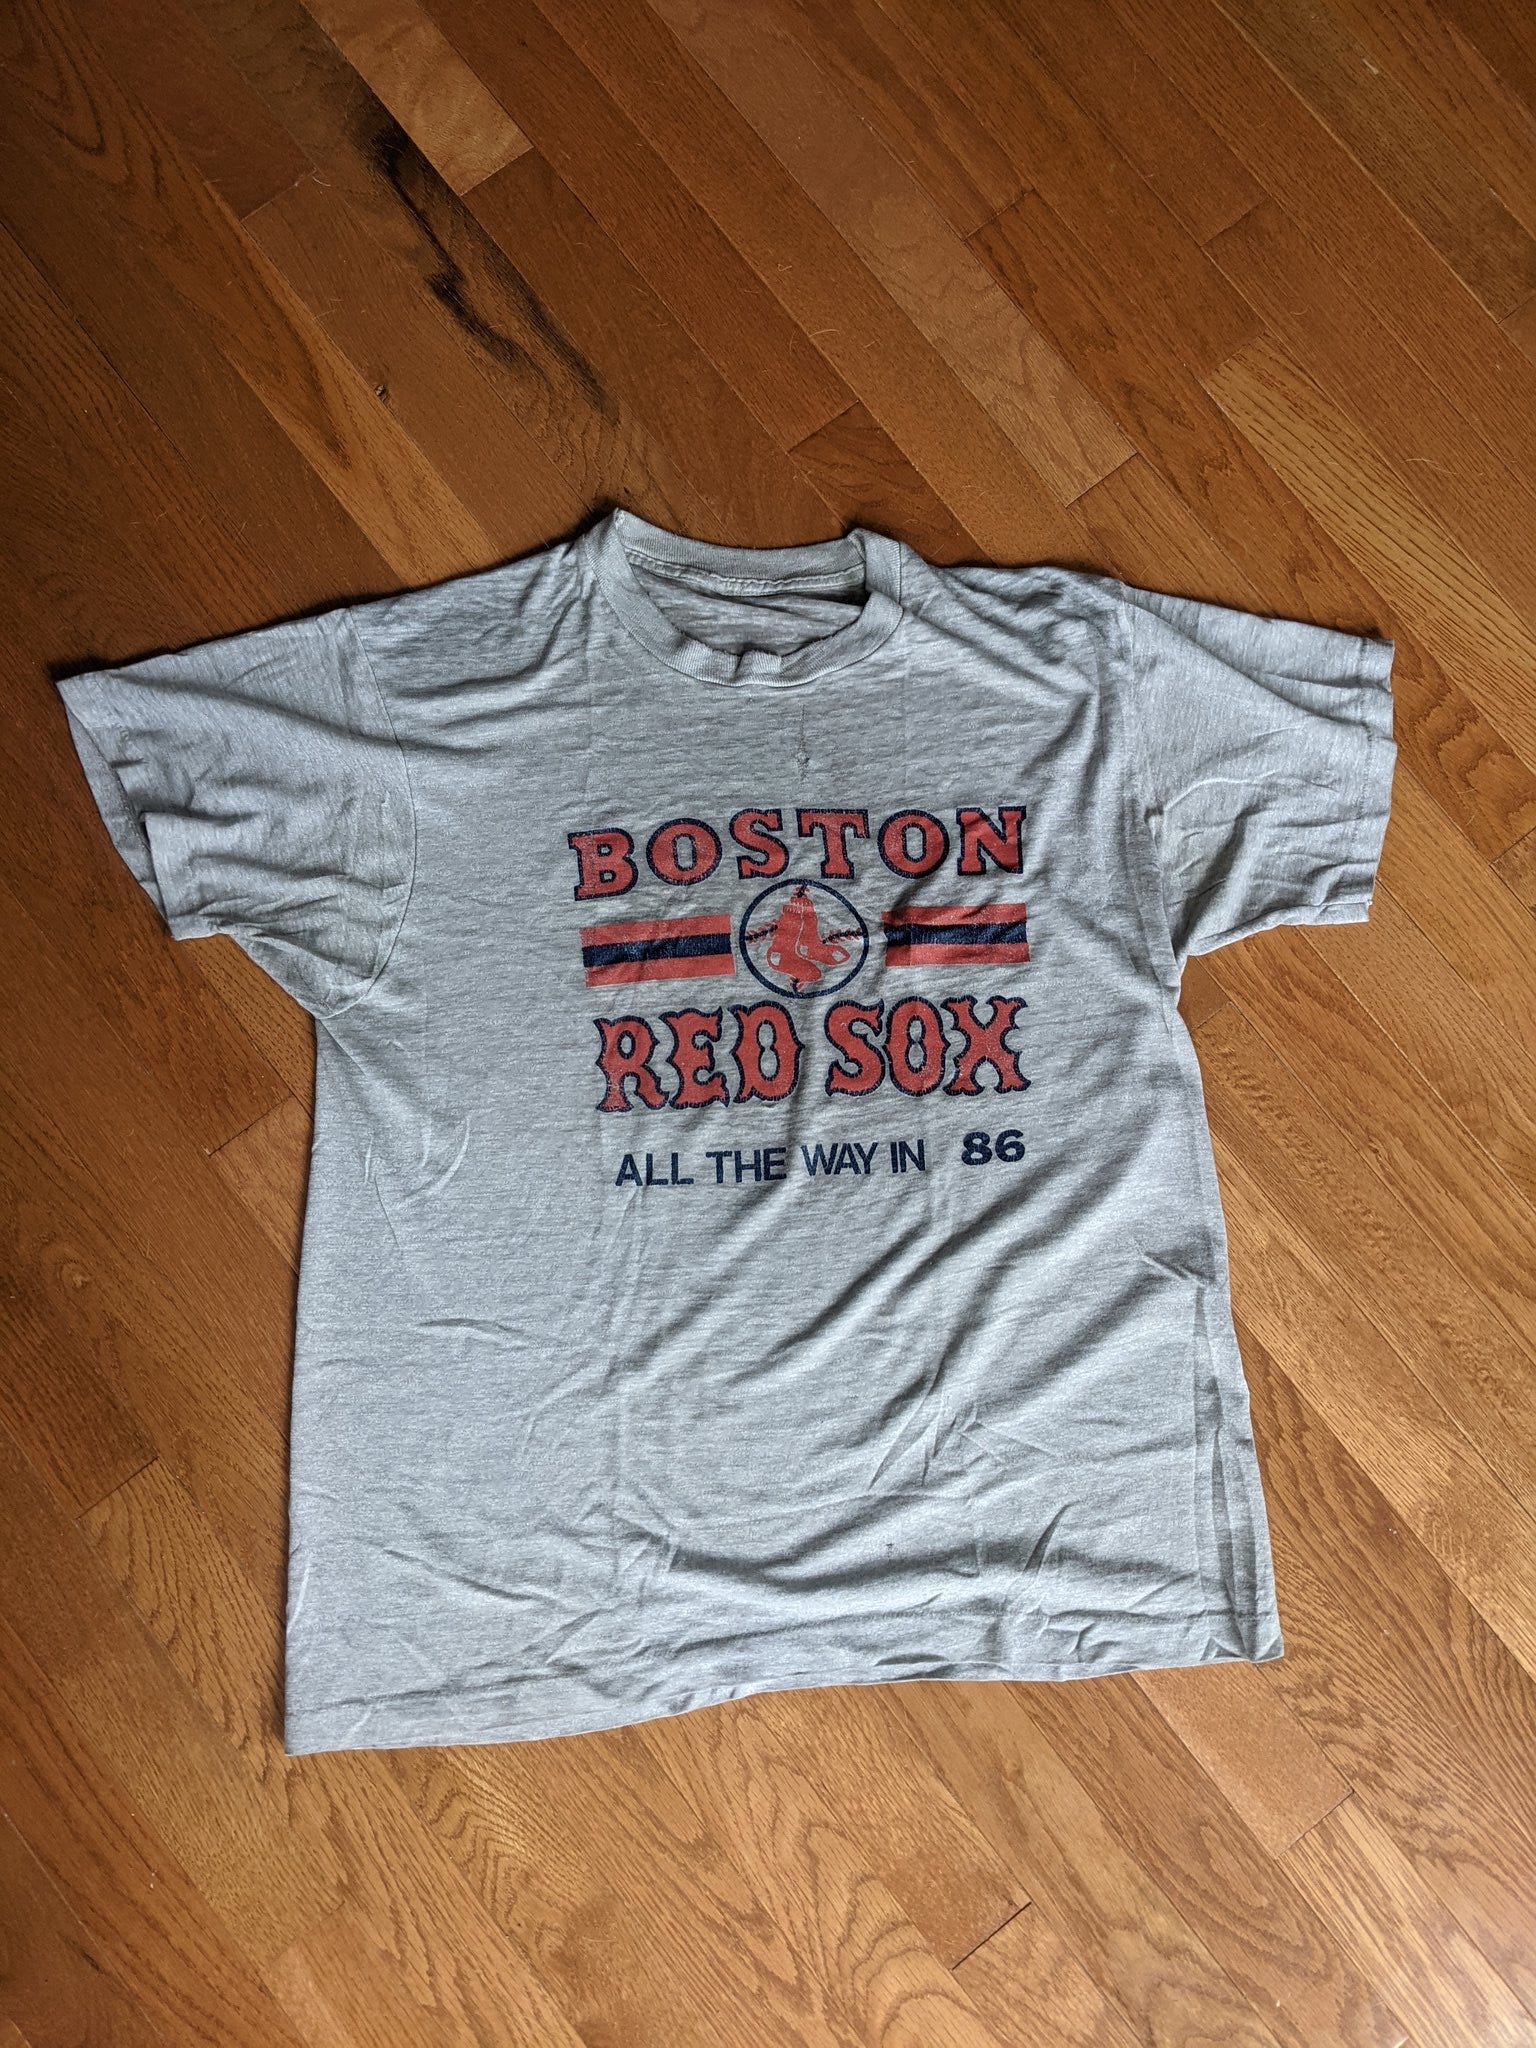 BOSTON
RED SOX
ALL THE WAY IN 86